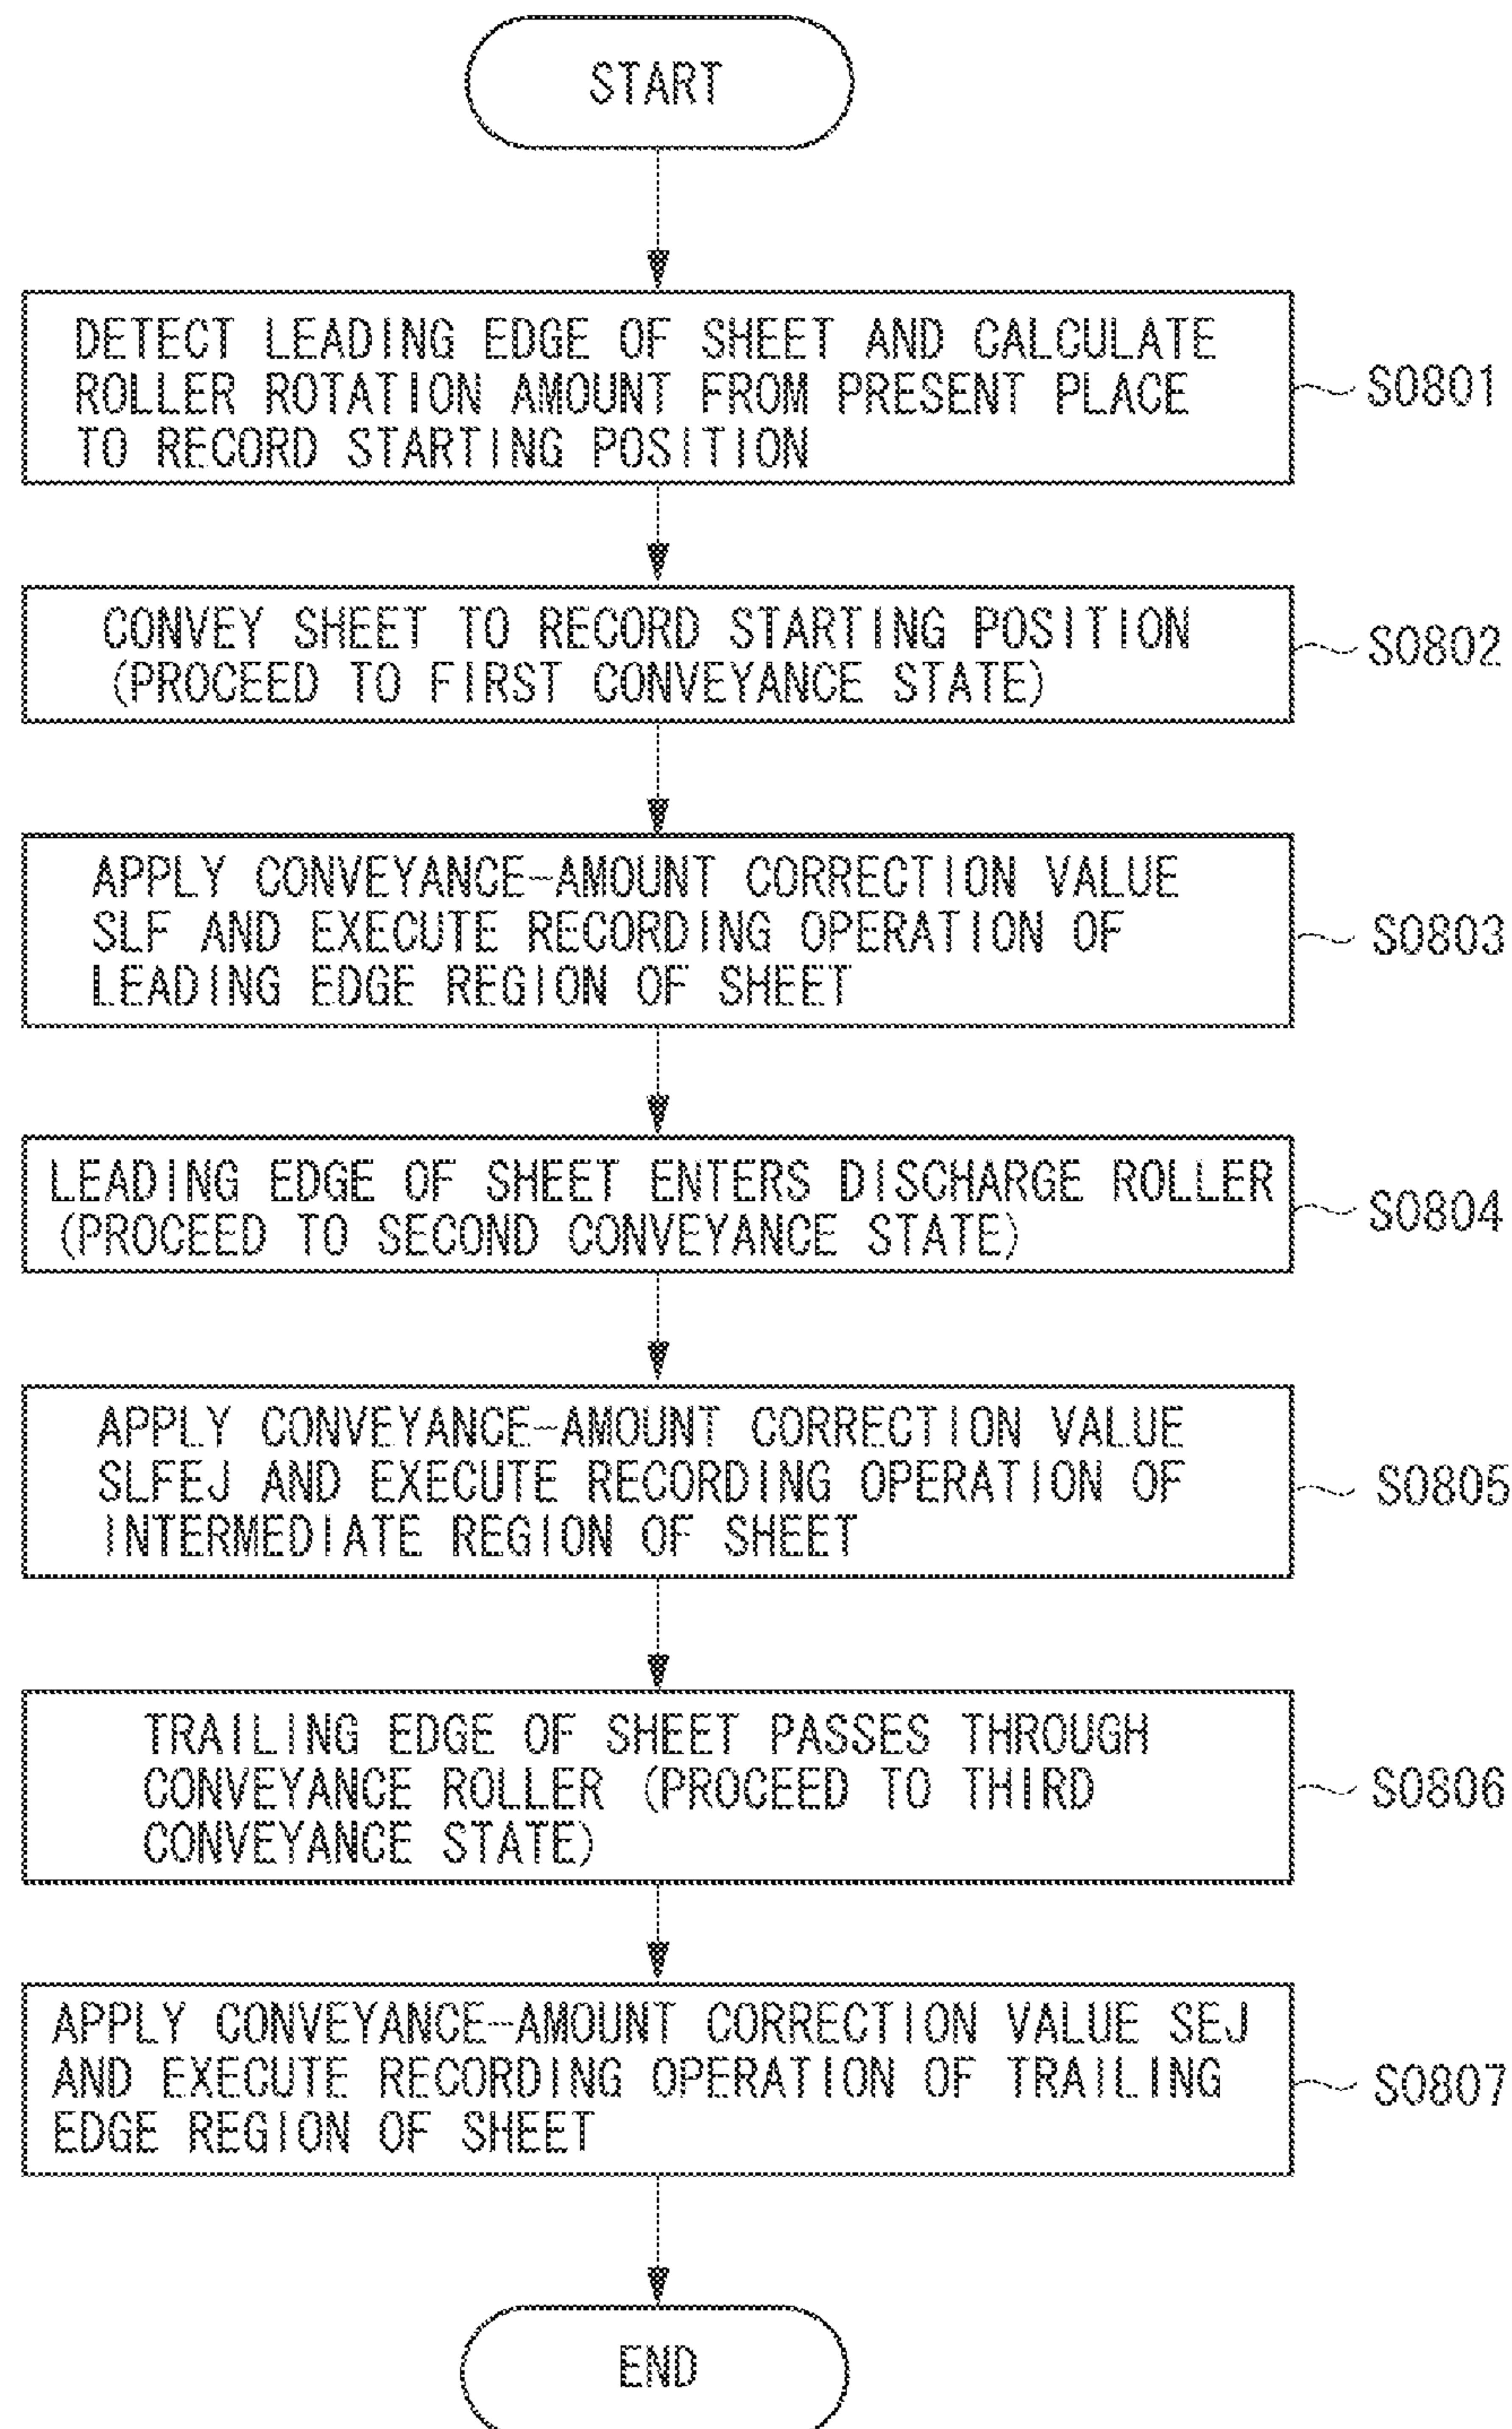 START
DETECT LEADING EDGE OF SHEET AND CALCULATE
ROLLER ROTATION AMOUNT FROM PRESENT PLACE
TO RECORD STARTING POSITION
S0801
CONVEY SHEET TO RECORD STARTING POSITION
(PROCEED TO FIRST CONVEYANCE STATE)
S0802
APPLY CONVEYANCE-AMOUNT CORRECTION VALUE
SLF AND EXECUTE RECORDING OPERATION OF
LEADING EDGE REGION OF SHEET
S0803
LEADING EDGE OF SHEET ENTERS DISCHARGE ROLLER
(PROCEED TO SECOND CONVEYANCE STATE)
S0804
APPLY CONVEYANCE-AMOUNT CORRECTION VALUE
SLFEJ AND EXECUTE RECORDING OPERATION OF
INTERMEDIATE REGION OF SHEET
S0805
TRAILING EDGE OF SHEET PASSES THROUGH
CONVEYANCE ROLLER (PROCEED TO THIRD
CONVEYANCE STATE)
S0806
APPLY CONVEYANCE-AMOUNT CORRECTION VALUE SEJ
AND EXECUTE RECORDING OPERATION OF TRAILING
EDGE REGION OF SHEET
S0807
END